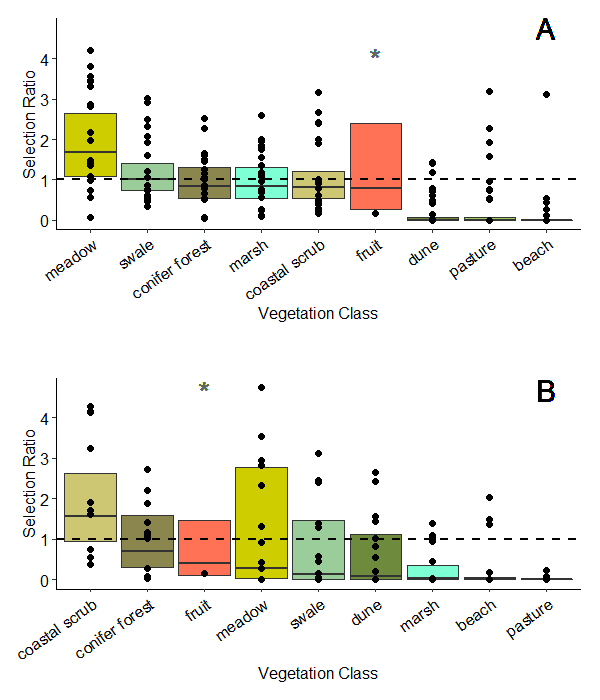 A
*
Selection Ratio
4
3
2
1
0
meadow
swale
conifer forest
marsh
coastal scrub
fruit
dune
pasture
beach
Vegetation Class
B
*
Selection Ratio
4
3
2
1
0
coastal scrub
conifer forest
fruit
meadow
swale
dune
marsh
beach
pasture
Vegetation Class